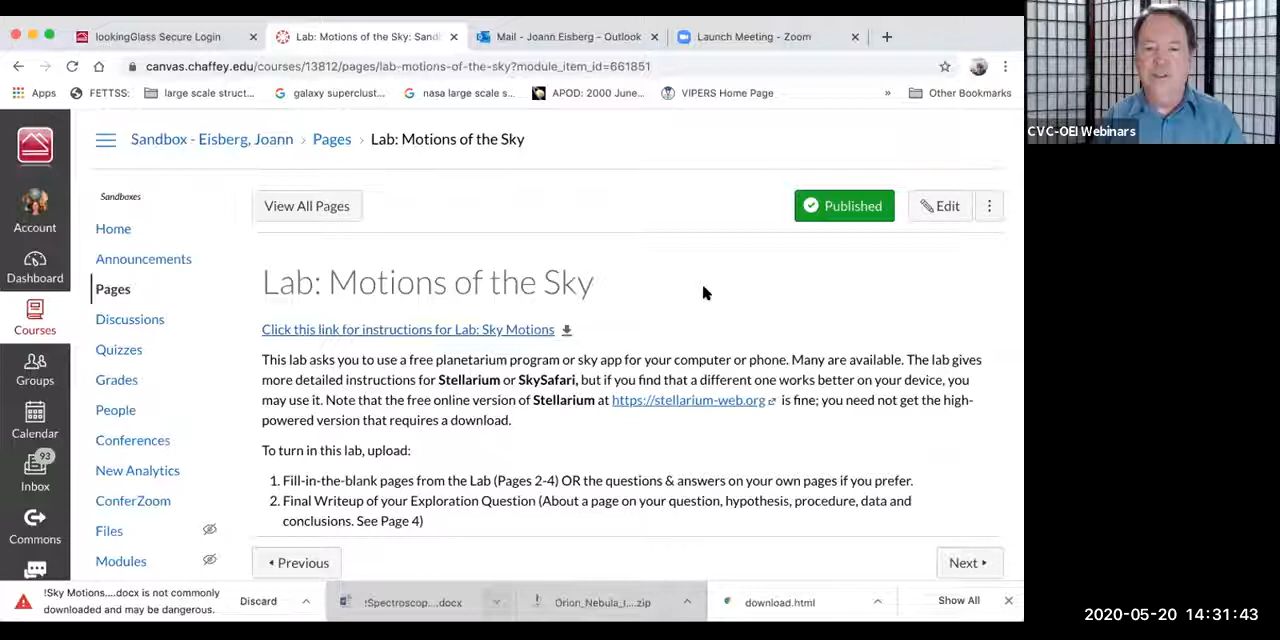 lookingGlass Secure Login
Lab: Motions of the Sky: Sand
Mail - Joann Eisberg - Outlook
Launch Meeting - Zoom
canvas.chaffey.edu/courses/13812/pages/lab-motions-of-the-sky?module_item_id=661851
Apps
FETTSS:
large scale struct...
galaxy superclust...
nasa large scale s...
APOD: 2000 June...
VIPERS Home Page
»
Other Bookmarks
CVC-OEI Webinars
Sandbox - Eisberg, Joann › Pages › Lab: Motions of the Sky
Account
Dashboard
Courses
Groups
Calendar
93
Inbox
Commons
Sandboxes
Home
Announcements
Pages
Discussions
Quizzes
Grades
People
Conferences
New Analytics
ConferZoom
Files
Modules
View All Pages
Published
Edit
Lab: Motions of the Sky
Click this link for instructions for Lab: Sky Motions
This lab asks you to use a free planetarium program or sky app for your computer or phone. Many are available. The lab gives
more detailed instructions for Stellarium or SkySafari, but if you find that a different one works better on your device, you
may use it. Note that the free online version of Stellarium at https://stellarium-web.org is fine; you need not get the high-
powered version that requires a download.
To turn in this lab, upload:
1. Fill-in-the-blank pages from the Lab (Pages 2-4) OR the questions & answers on your own pages if you prefer.
2. Final Writeup of your Exploration Question (About a page on your question, hypothesis, procedure, data and
conclusions. See Page 4)
Previous
Next
!Sky Motions....docx is not commonly
downloaded and may be dangerous.
Discard
!Spectroscop....docx
Orion_Nebula_(....zip
download.html
Show All
2020-05-20 14:31:43